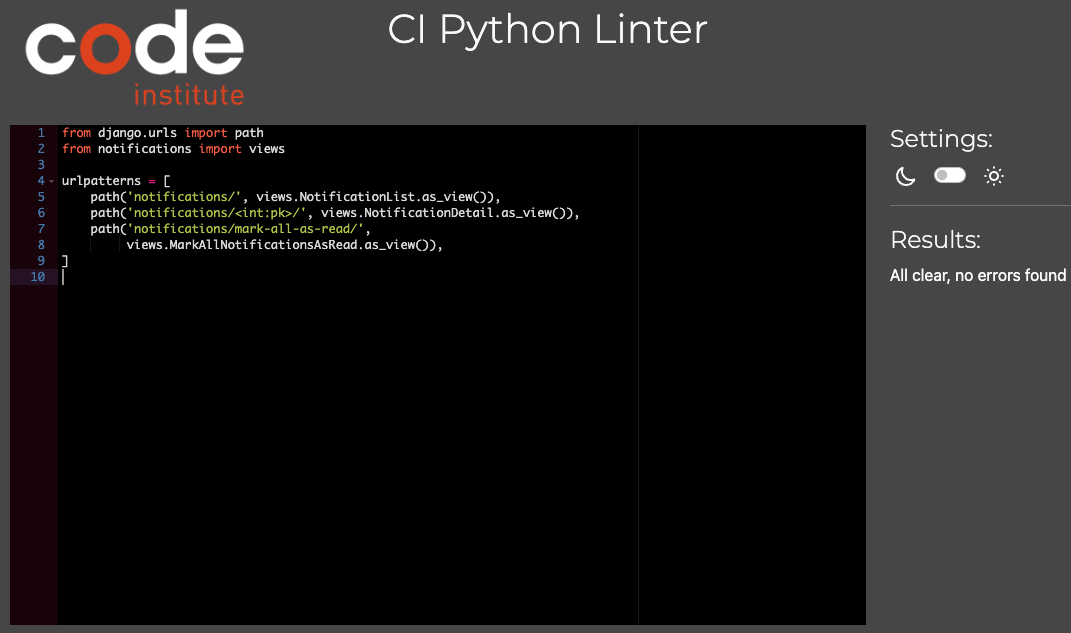 code
institute
CI Python Linter
1 from django.urls import path
2 from notifications import views
3
4 urlpatterns = [
5     path('notifications/', views.NotificationList.as_view()),
6     path('notifications/<int:pk>/', views.NotificationDetail.as_view()),
7     path('notifications/mark-all-as-read/',
8          views.MarkAllNotificationsAsRead.as_view()),
9 ]
10
Settings:
Results:
All clear, no errors found